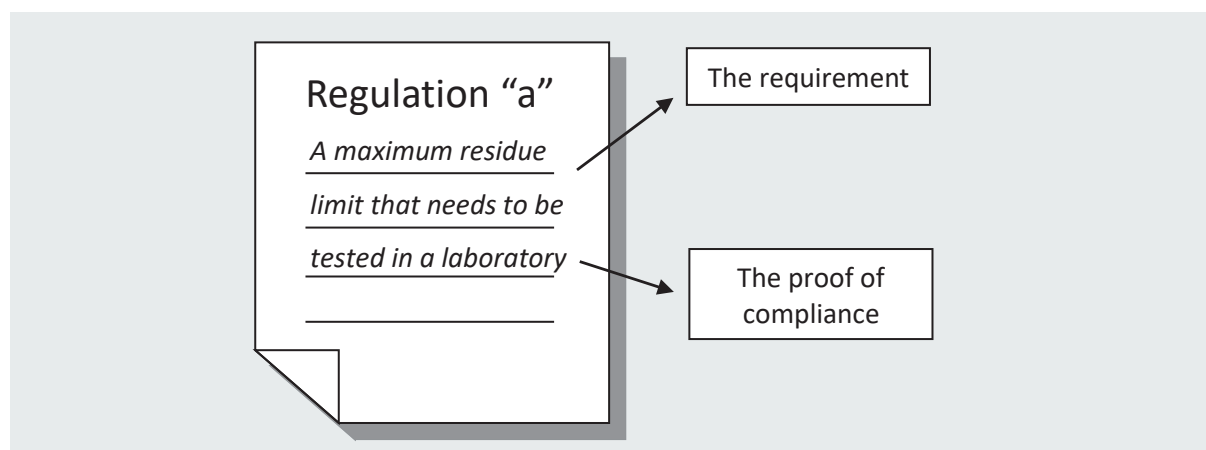 Regulation “a”
A maximum residue
limit that needs to be
tested in a laboratory
The requirement
The proof of
compliance